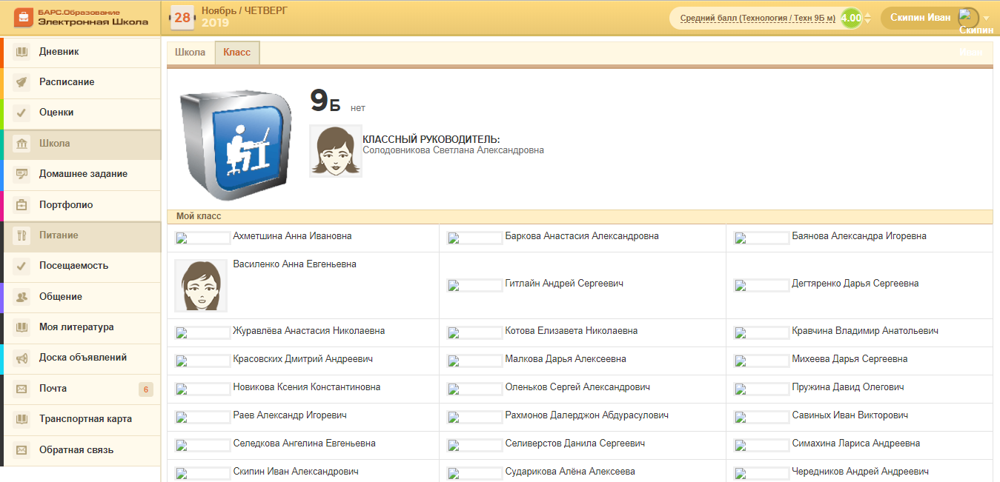 БАРС.Образование
Электронная Школа
28
Ноябрь / ЧЕТВЕРГ
2019
Средний балл (Технология / Техн 9Б м)
4.00
Скипин Иван
Скипин
Иван
Дневник
Расписание
Оценки
Школа
Домашнее задание
Портфолио
Питание
Посещаемость
Общение
Моя литература
Доска объявлений
Почта 6
Транспортная карта
Обратная связь
Школа Класс
9Б нет
КЛАССНЫЙ РУКОВОДИТЕЛЬ:
Солодовникова Светлана Александровна
Мой класс
Ахметшина Анна Ивановна Баркова Анастасия Александровна Баянова Александра Игоревна
Василенко Анна Евгеньевна
Гитлайн Андрей Сергеевич Дегтяренко Дарья Сергеевна
Журавлёва Анастасия Николаевна Котова Елизавета Николаевна Кравчина Владимир Анатольевич
Красовских Дмитрий Андреевич Малкова Дарья Алексеевна Михеева Дарья Сергеевна
Новикова Ксения Константиновна Оленьков Сергей Александрович Пружина Давид Олегович
Раев Александр Игоревич Рахмонов Далерджон Абдурасулович Савиных Иван Викторович
Селедкова Ангелина Евгеньевна Селиверстов Данила Сергеевич Симахина Лариса Андреевна
Скипин Иван Александрович Сударикова Алёна Алексеева Чередников Андрей Андреевич